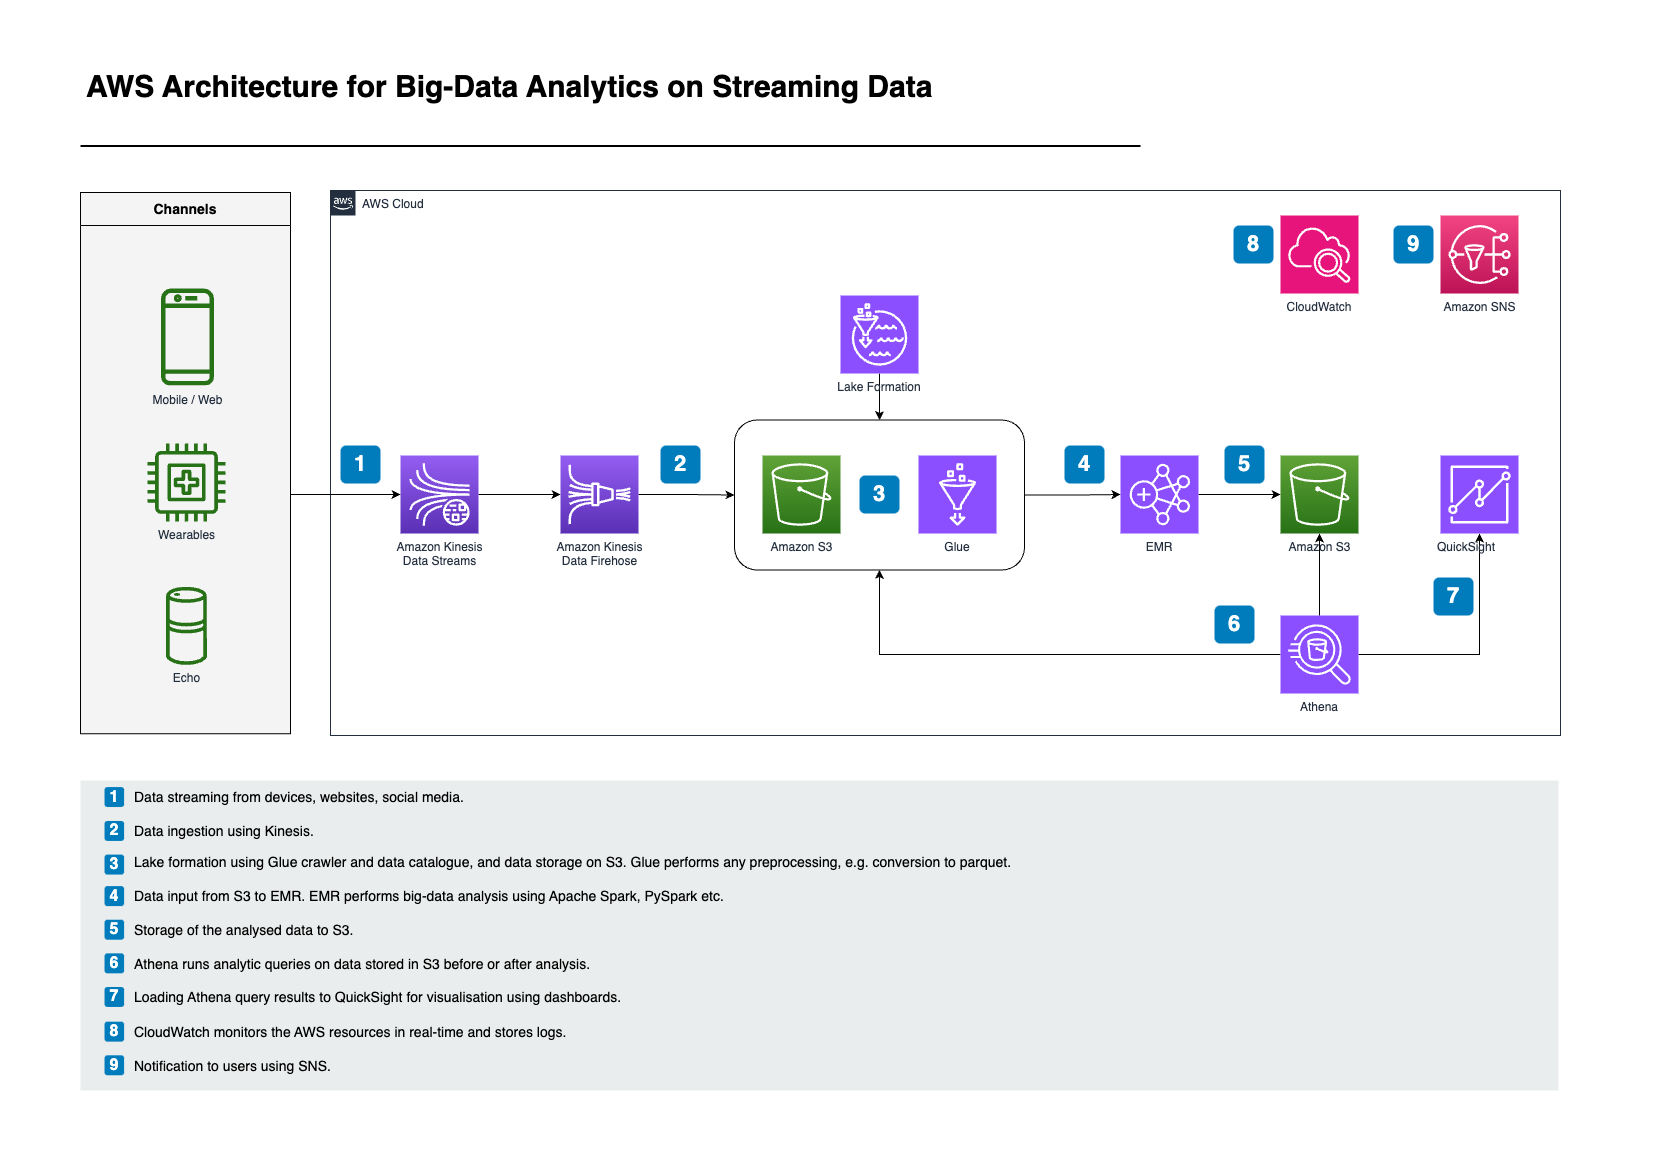 AWS Architecture for Big-Data Analytics on Streaming Data
Channels
Mobile / Web
Wearables
Echo
aws
AWS Cloud
8
CloudWatch
9
Amazon SNS
Lake Formation
1
Amazon Kinesis
Data Streams
Amazon Kinesis
Data Firehose
2
Amazon S3
3
Glue
4
EMR
5
Amazon S3
QuickSight
6
Athena
7
1 Data streaming from devices, websites, social media.
2 Data ingestion using Kinesis.
3 Lake formation using Glue crawler and data catalogue, and data storage on S3. Glue performs any preprocessing, e.g. conversion to parquet.
4 Data input from S3 to EMR. EMR performs big-data analysis using Apache Spark, PySpark etc.
5 Storage of the analysed data to S3.
6 Athena runs analytic queries on data stored in S3 before or after analysis.
7 Loading Athena query results to QuickSight for visualisation using dashboards.
8 CloudWatch monitors the AWS resources in real-time and stores logs.
9 Notification to users using SNS.